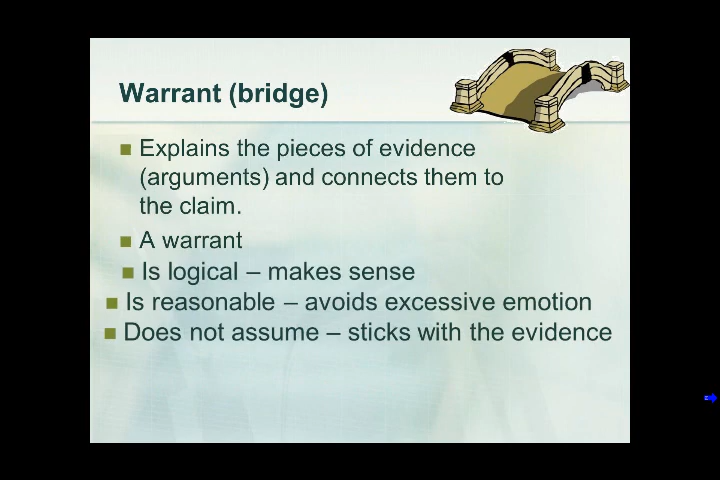 Warrant (bridge)
Explains the pieces of evidence
(arguments) and connects them to
the claim.
A warrant
Is logical – makes sense
Is reasonable – avoids excessive emotion
Does not assume – sticks with the evidence